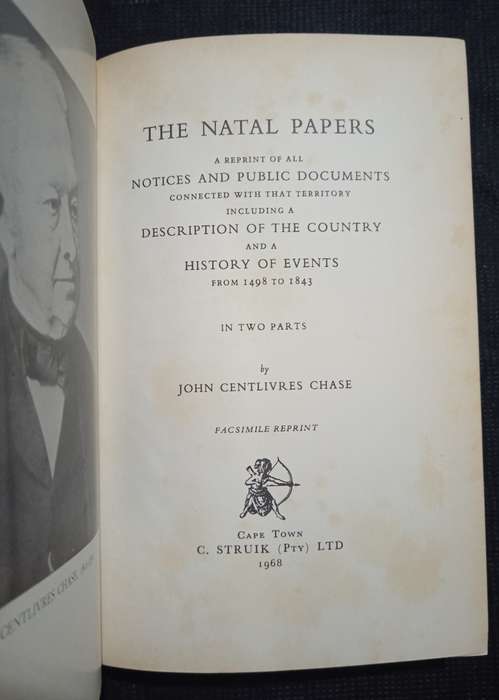 THE NATAL PAPERS
A REPRINT OF ALL
NOTICES AND PUBLIC DOCUMENTS
CONNECTED WITH THAT TERRITORY
INCLUDING A
DESCRIPTION OF THE COUNTRY
AND A
HISTORY OF EVENTS
FROM 1498 TO 1843
IN TWO PARTS
by
JOHN CENTLIVRES CHASE
FACSIMILE REPRINT
CAPE TOWN
C. STRUIK (PTY) LTD
1968
CENTLIVRES CHASE,